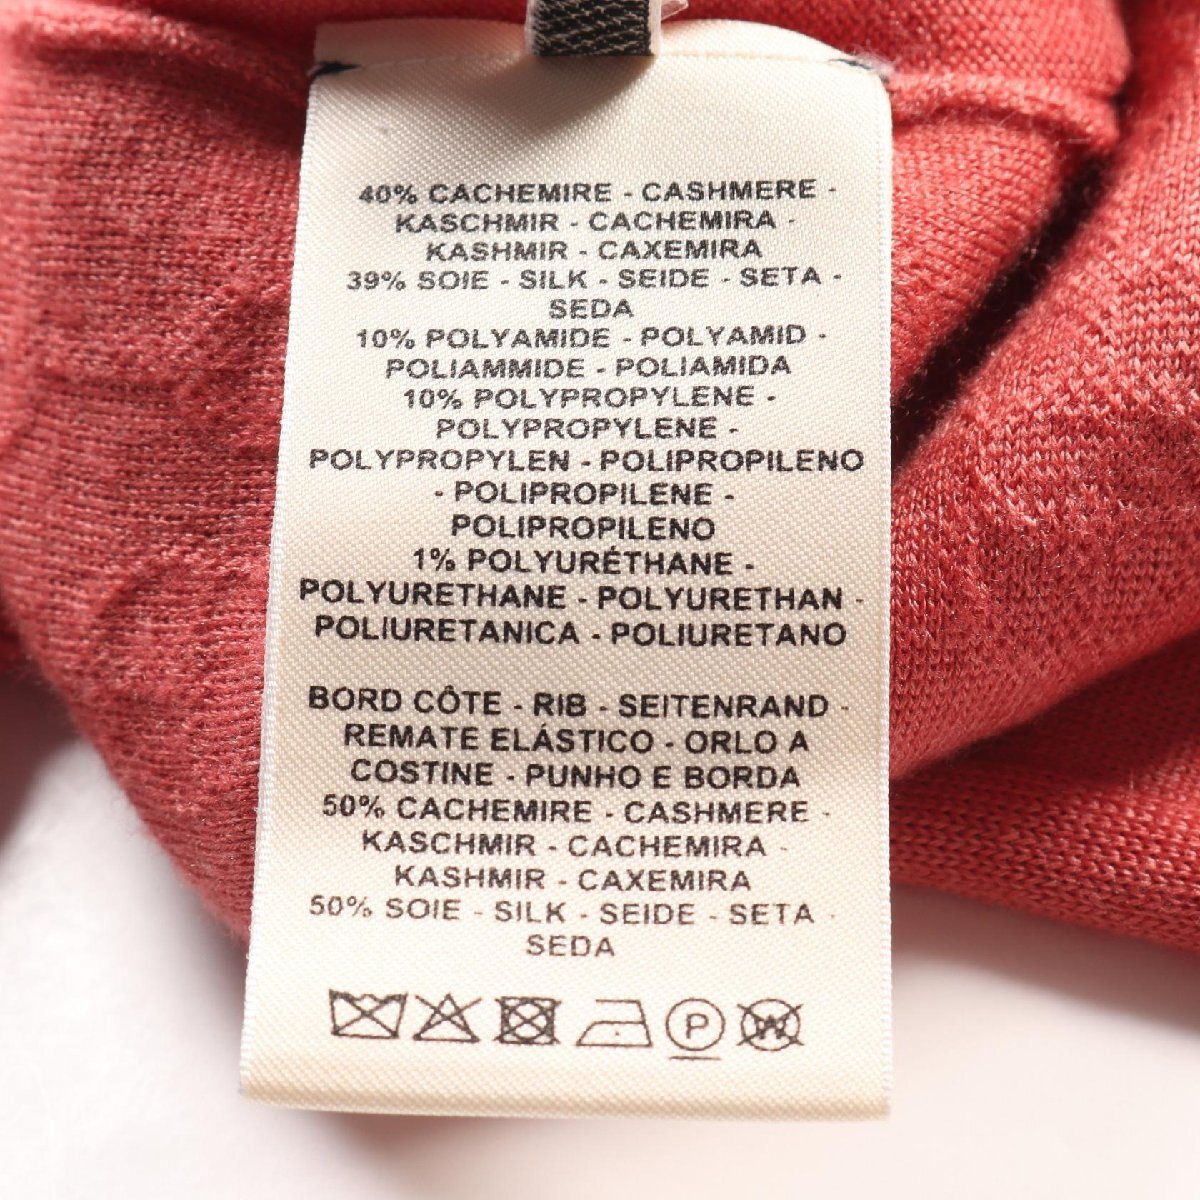 40% CACHEMIRE - CASHMERE -
KASCHMIR - CACHEMIRA -
KASHMIR - CAXEMIRA
39% SOIE - SILK - SEIDE - SETA -
SEDA
10% POLYAMIDE - POLYAMID -
POLIAMMIDE - POLIAMIDA
10% POLYPROPYLENE -
POLYPROPYLENE -
POLYPROPYLEN - POLIPROPILENO
- POLIPROPILENE -
POLIPROPILENO
1% POLYURÉTHANE -
POLYURETHANE - POLYURETHAN -
POLIURETANICA - POLIURETANO
BORD CÔTE - RIB - SEITENRAND -
REMATE ELÁSTICO - ORLO A
COSTINE - PUNHO E BORDA
50% CACHEMIRE - CASHMERE -
KASCHMIR - CACHEMIRA -
KASHMIR - CAXEMIRA
50% SOIE - SILK - SEIDE - SETA -
SEDA
P W